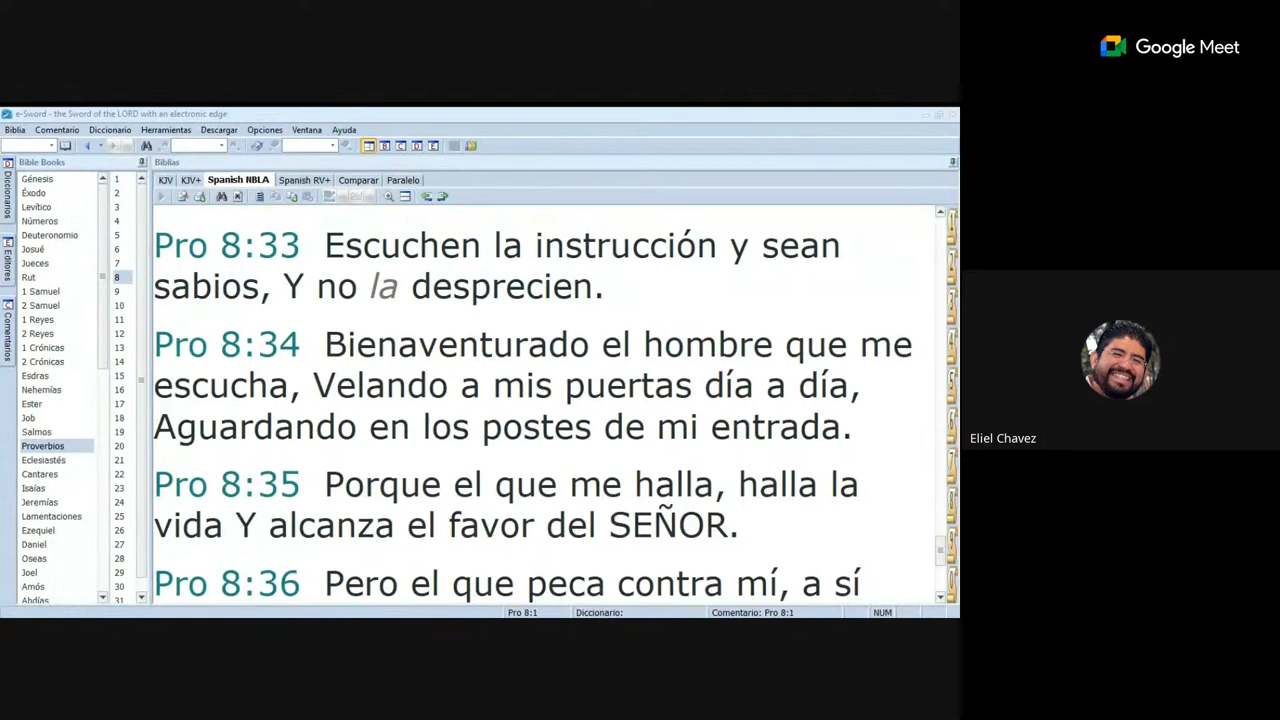 Google Meet
e-Sword - the Sword of the LORD with an electronic edge
Biblia Comentario Diccionario Herramientas Descargar Opciones Ventana Ayuda
Bible Books
Biblias
Diccionarios
Editores
Comentarios
KJV KJV+ Spanish NBLA Spanish RV+ Comparar Paralelo
Génesis 1
Éxodo 2
Levítico 3
Números 4
Deuteronomio 5
Josué 6
Jueces 7
Rut 8
1 Samuel 9
2 Samuel 10
1 Reyes 11
2 Reyes 12
1 Crónicas 13
2 Crónicas 14
Esdras 15
Nehemías 16
Ester 17
Job 18
Salmos 19
Proverbios 20
Eclesiastés 21
Cantares 22
Isaías 23
Jeremías 24
Lamentaciones 25
Ezequiel 26
Daniel 27
Oseas 28
Joel 29
Amós 30
Abdías 31
Pro 8:33 Escuchen la instrucción y sean
sabios, Y no la desprecien.
Pro 8:34 Bienaventurado el hombre que me
escucha, Velando a mis puertas día a día,
Aguardando en los postes de mi entrada.
Pro 8:35 Porque el que me halla, halla la
vida Y alcanza el favor del SEÑOR.
Pro 8:36 Pero el que peca contra mí, a sí
Pro 8:1 Diccionario: Comentario: Pro 8:1 NUM
Eliel Chavez